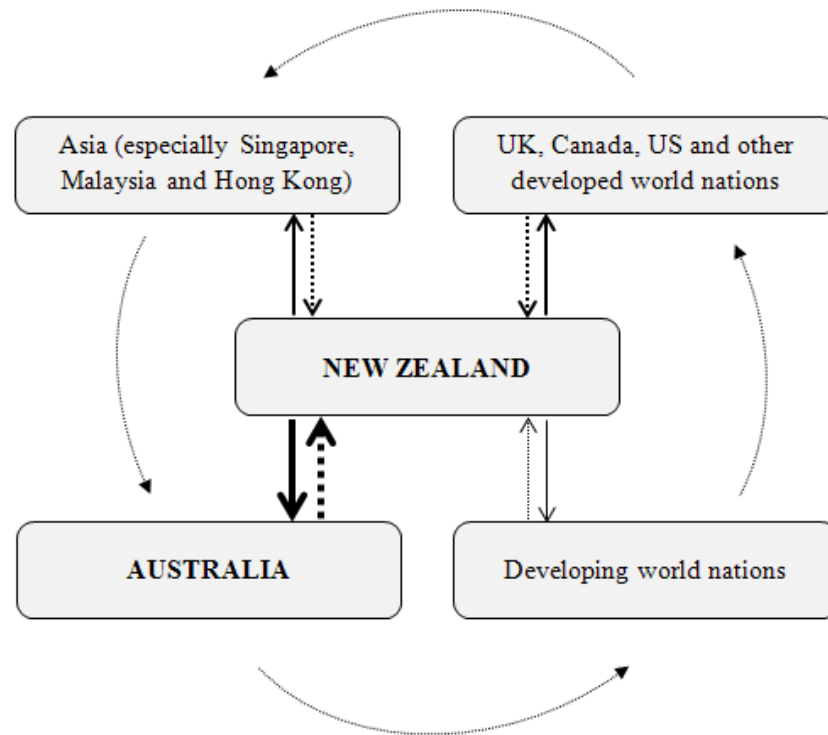 Asia (especially Singapore,
Malaysia and Hong Kong)
UK, Canada, US and other
developed world nations
NEW ZEALAND
AUSTRALIA
Developing world nations